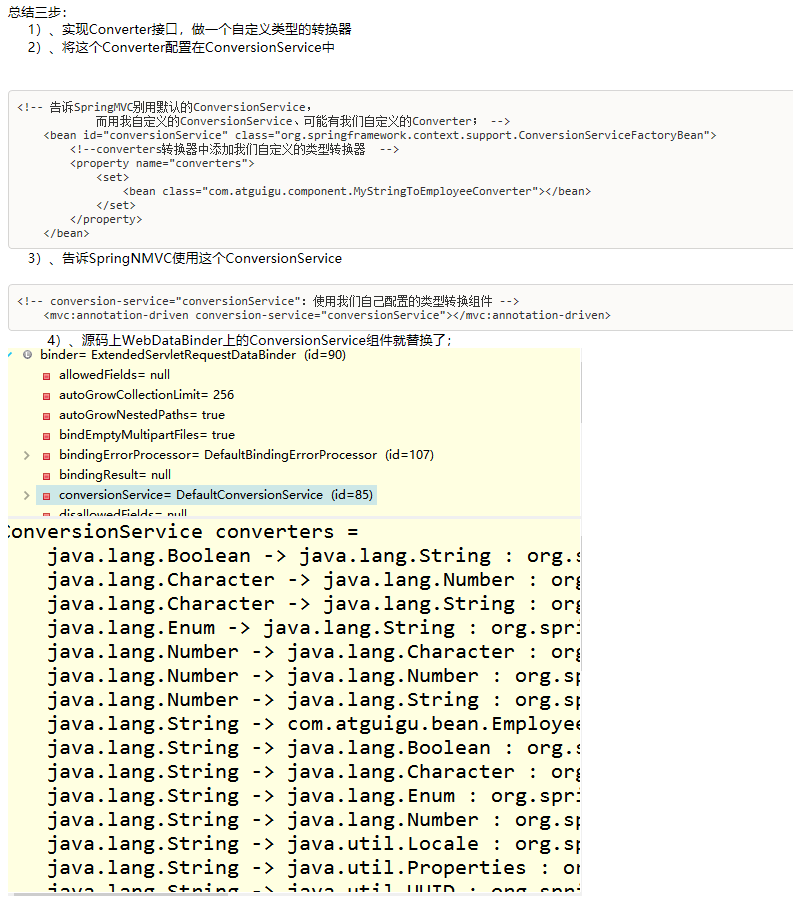 总结三步：
1）、实现Converter接口，做一个自定义类型的转换器
2）、将这个Converter配置在ConversionService中
<!-- 告诉SpringMVC别用默认的ConversionService，
而用我自定义的ConversionService、可能有我们自定义的Converter； -->
<bean id="conversionService" class="org.springframework.context.support.ConversionServiceFactoryBean">
<!--converters转换器中添加我们自定义的类型转换器  -->
<property name="converters">
<set>
<bean class="com.atguigu.component.MyStringToEmployeeConverter"></bean>
</set>
</property>
</bean>
3）、告诉SpringNMVC使用这个ConversionService
<!-- conversion-service="conversionService"：使用我们自己配置的类型转换组件 -->
<mvc:annotation-driven conversion-service="conversionService"></mvc:annotation-driven>
4）、源码上WebDataBinder上的ConversionService组件就替换了；
binder= ExtendedServletRequestDataBinder (id=90)
allowedFields= null
autoGrowCollectionLimit= 256
autoGrowNestedPaths= true
bindEmptyMultipartFiles= true
bindingErrorProcessor= DefaultBindingErrorProcessor (id=107)
bindingResult= null
conversionService= DefaultConversionService (id=85)
disallowedFields= null
ConversionService converters =
java.lang.Boolean -> java.lang.String : org.s
java.lang.Character -> java.lang.Number : org
java.lang.Character -> java.lang.String : org
java.lang.Enum -> java.lang.String : org.spri
java.lang.Number -> java.lang.Character : org
java.lang.Number -> java.lang.Number : org.sp
java.lang.Number -> java.lang.String : org.sp
java.lang.String -> com.atguigu.bean.Employee
java.lang.String -> java.lang.Boolean : org.s
java.lang.String -> java.lang.Character : org
java.lang.String -> java.lang.Enum : org.spri
java.lang.String -> java.lang.Number : org.sp
java.lang.String -> java.util.Locale : org.sp
java.lang.String -> java.util.Properties : or
java.lang.String -> java.util.UUID : org.sp